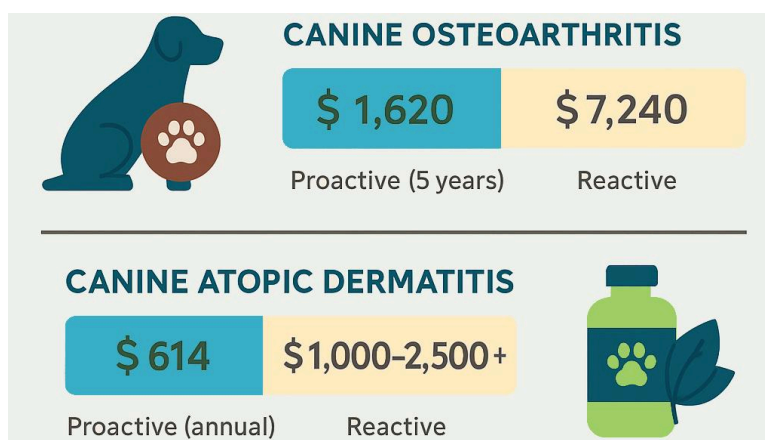 CANINE OSTEOARTHRITIS
$ 1,620 $ 7,240
Proactive (5 years) Reactive
CANINE ATOPIC DERMATITIS
$ 614 $1,000–2,500+
Proactive (annual) Reactive